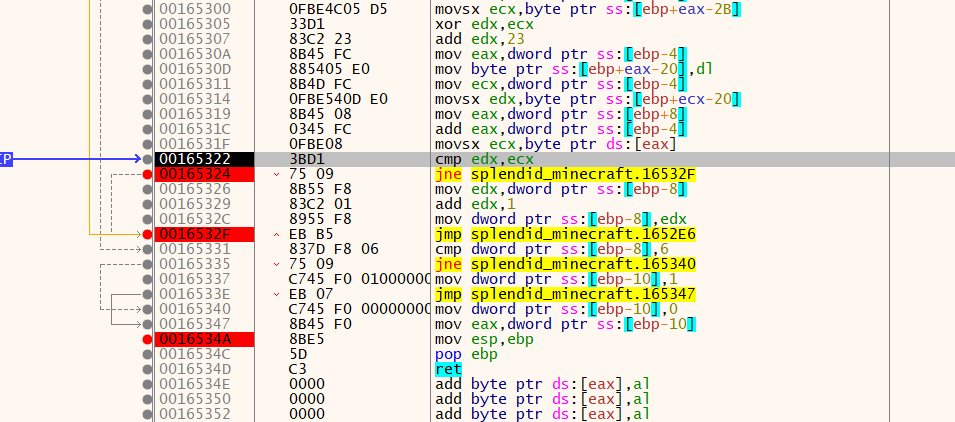 00165300 0FBE4C05 D5 movsx ecx,byte ptr ss:[ebp+eax-2B]
00165305 33D1 xor edx,ecx
00165307 83C2 23 add edx,23
0016530A 8B45 FC mov eax,dword ptr ss:[ebp-4]
0016530D 885405 E0 mov byte ptr ss:[ebp+eax-20],dl
00165311 8B4D FC mov ecx,dword ptr ss:[ebp-4]
00165314 0FBE540D E0 movsx edx,byte ptr ss:[ebp+ecx-20]
00165319 8B45 08 mov eax,dword ptr ss:[ebp+8]
0016531C 0345 FC add eax,dword ptr ss:[ebp-4]
0016531F 0FBE08 movsx ecx,byte ptr ds:[eax]
IP 00165322 3BD1 cmp edx,ecx
00165324 75 09 jne splendid_minecraft.16532F
00165326 8B55 F8 mov edx,dword ptr ss:[ebp-8]
00165329 83C2 01 add edx,1
0016532C 8955 F8 mov dword ptr ss:[ebp-8],edx
0016532F EB B5 jmp splendid_minecraft.1652E6
00165331 837D F8 06 cmp dword ptr ss:[ebp-8],6
00165335 75 09 jne splendid_minecraft.165340
00165337 C745 F0 01000000 mov dword ptr ss:[ebp-10],1
0016533E EB 07 jmp splendid_minecraft.165347
00165340 C745 F0 00000000 mov dword ptr ss:[ebp-10],0
00165347 8B45 F0 mov eax,dword ptr ss:[ebp-10]
0016534A 8BE5 mov esp,ebp
0016534C 5D pop ebp
0016534D C3 ret
0016534E 0000 add byte ptr ds:[eax],al
00165350 0000 add byte ptr ds:[eax],al
00165352 0000 add byte ptr ds:[eax],al